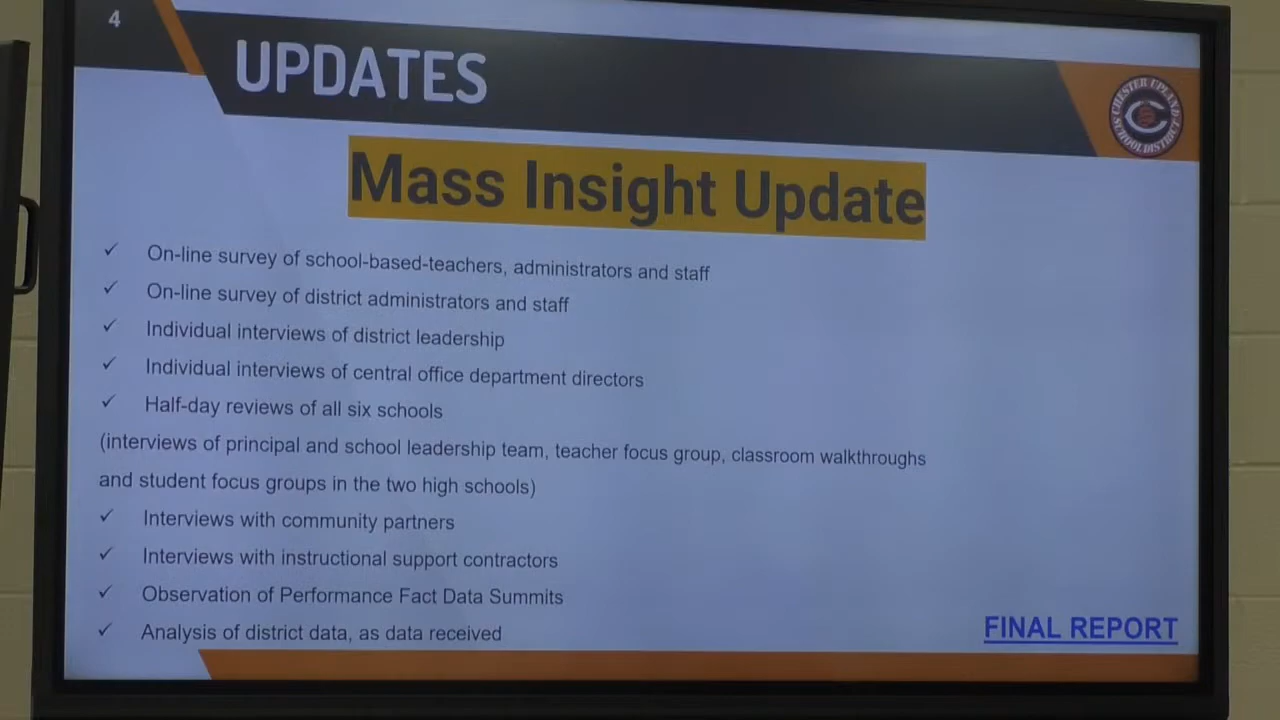 4
UPDATES
CHESTER UPLAND
SCHOOL DISTRICT
Mass Insight Update
✓ On-line survey of school-based-teachers, administrators and staff
✓ On-line survey of district administrators and staff
✓ Individual interviews of district leadership
✓ Individual interviews of central office department directors
✓ Half-day reviews of all six schools
(interviews of principal and school leadership team, teacher focus group, classroom walkthroughs
and student focus groups in the two high schools)
✓ Interviews with community partners
✓ Interviews with instructional support contractors
✓ Observation of Performance Fact Data Summits
✓ Analysis of district data, as data received
FINAL REPORT